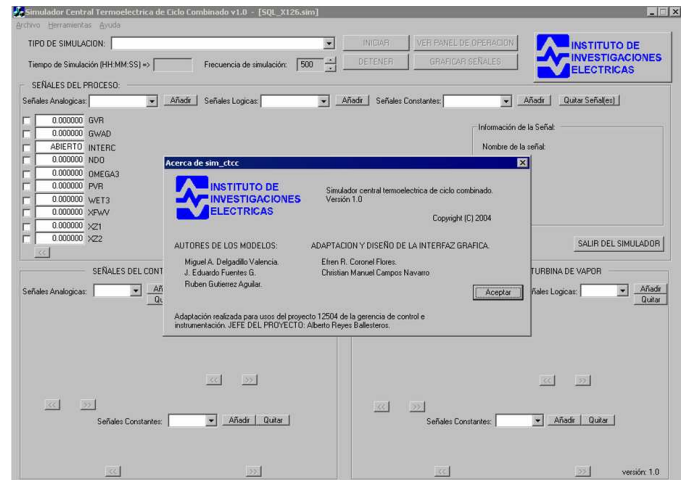 Simulador Central Termoelectrica de Ciclo Combinado v1.0 - [SQL_X126.sim]
Archivo Herramientas Ayuda
TIPO DE SIMULACION:
INICIAR
VER PANEL DE OPERACION
INSTITUTO DE
INVESTIGACIONES
ELECTRICAS
Tiempo de Simulación (HH:MM:SS) =>
Frecuencia de simulación: 500
DETENER
GRAFICAR SEÑALES
SEÑALES DEL PROCESO:
Señales Analogicas: Añadir Señales Logicas: Añadir Señales Constantes: Añadir Quitar Señal(es)
0.000000 GVR
0.000000 GWAD
ABIERTO INTERC
0.000000 NDO
0.000000 OMEGA3
0.000000 PVR
0.000000 WET3
0.000000 XFWV
0.000000 XZ1
0.000000 XZ2
<<
Información de la Señal:
Nombre de la señal:
SALIR DEL SIMULADOR
Acerca de sim_ctcc
INSTITUTO DE
INVESTIGACIONES
ELECTRICAS
Simulador central termoelectrica de ciclo combinado.
Versión 1.0
Copyright (C) 2004
AUTORES DE LOS MODELOS:
Miguel A. Delgadillo Valencia.
J. Eduardo Fuentes G.
Ruben Gutierrez Aguilar.
ADAPTACION Y DISEÑO DE LA INTERFAZ GRAFICA.
Efren R. Coronel Flores.
Christian Manuel Campos Navarro
Aceptar
Adaptación realizada para usos del proyecto 12504 de la gerencia de control e
instrumentación. JEFE DEL PROYECTO: Alberto Reyes Ballesteros.
SEÑALES DEL CONT
Señales Analogicas: Añ
Qu
<< >>
<< >>
Señales Constantes: Añadir Quitar
<< >>
TURBINA DE VAPOR
ñales Logicas: Añadir
Quitar
<< >>
<< >>
Señales Constantes: Añadir Quitar
<< >>
versión: 1.0